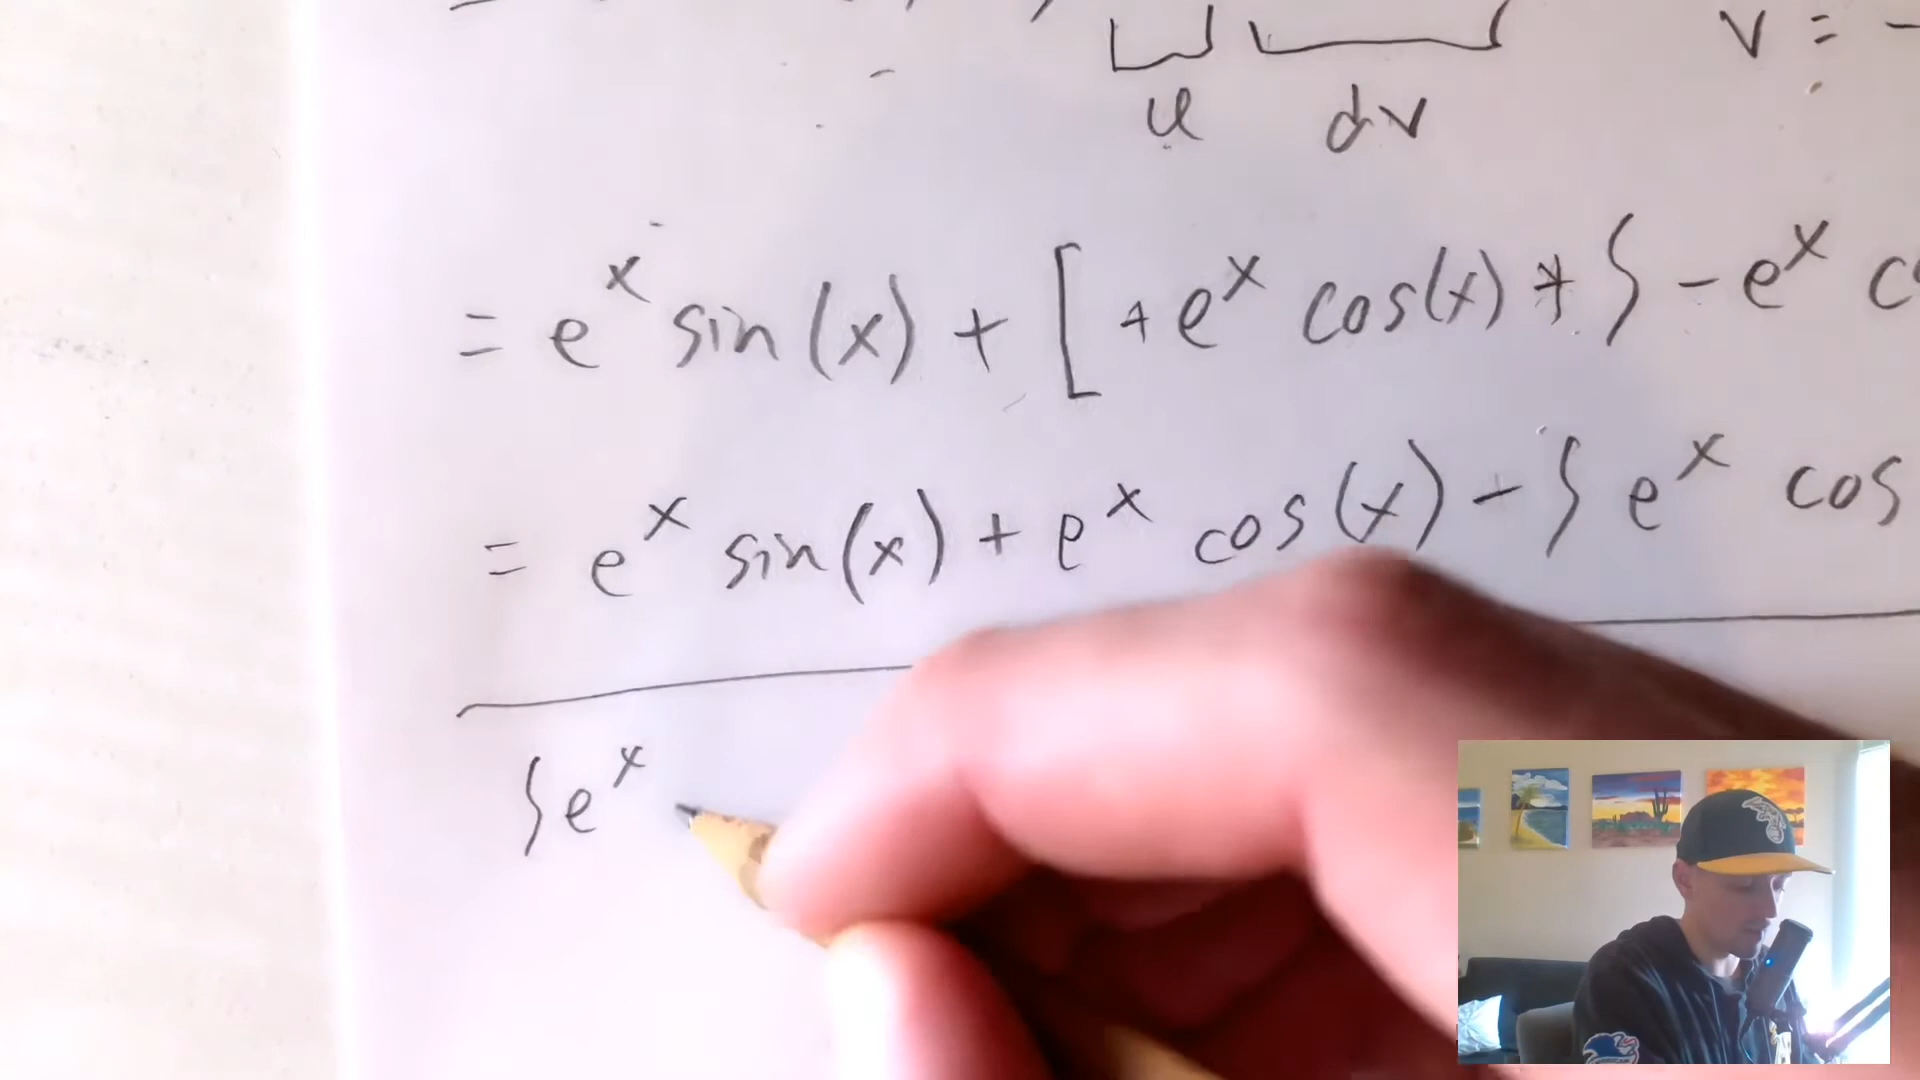 u dv v = -
= e^x sin(x) + [ + e^x cos(x) + ∫ - e^x c
= e^x sin(x) + e^x cos(x) - ∫ e^x cos
∫ e^x